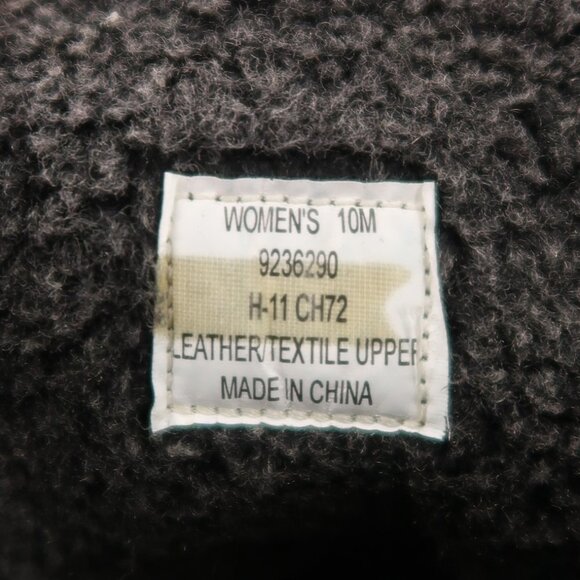 WOMEN'S 10M
9236290
H-11 CH72
LEATHER/TEXTILE UPPER
MADE IN CHINA